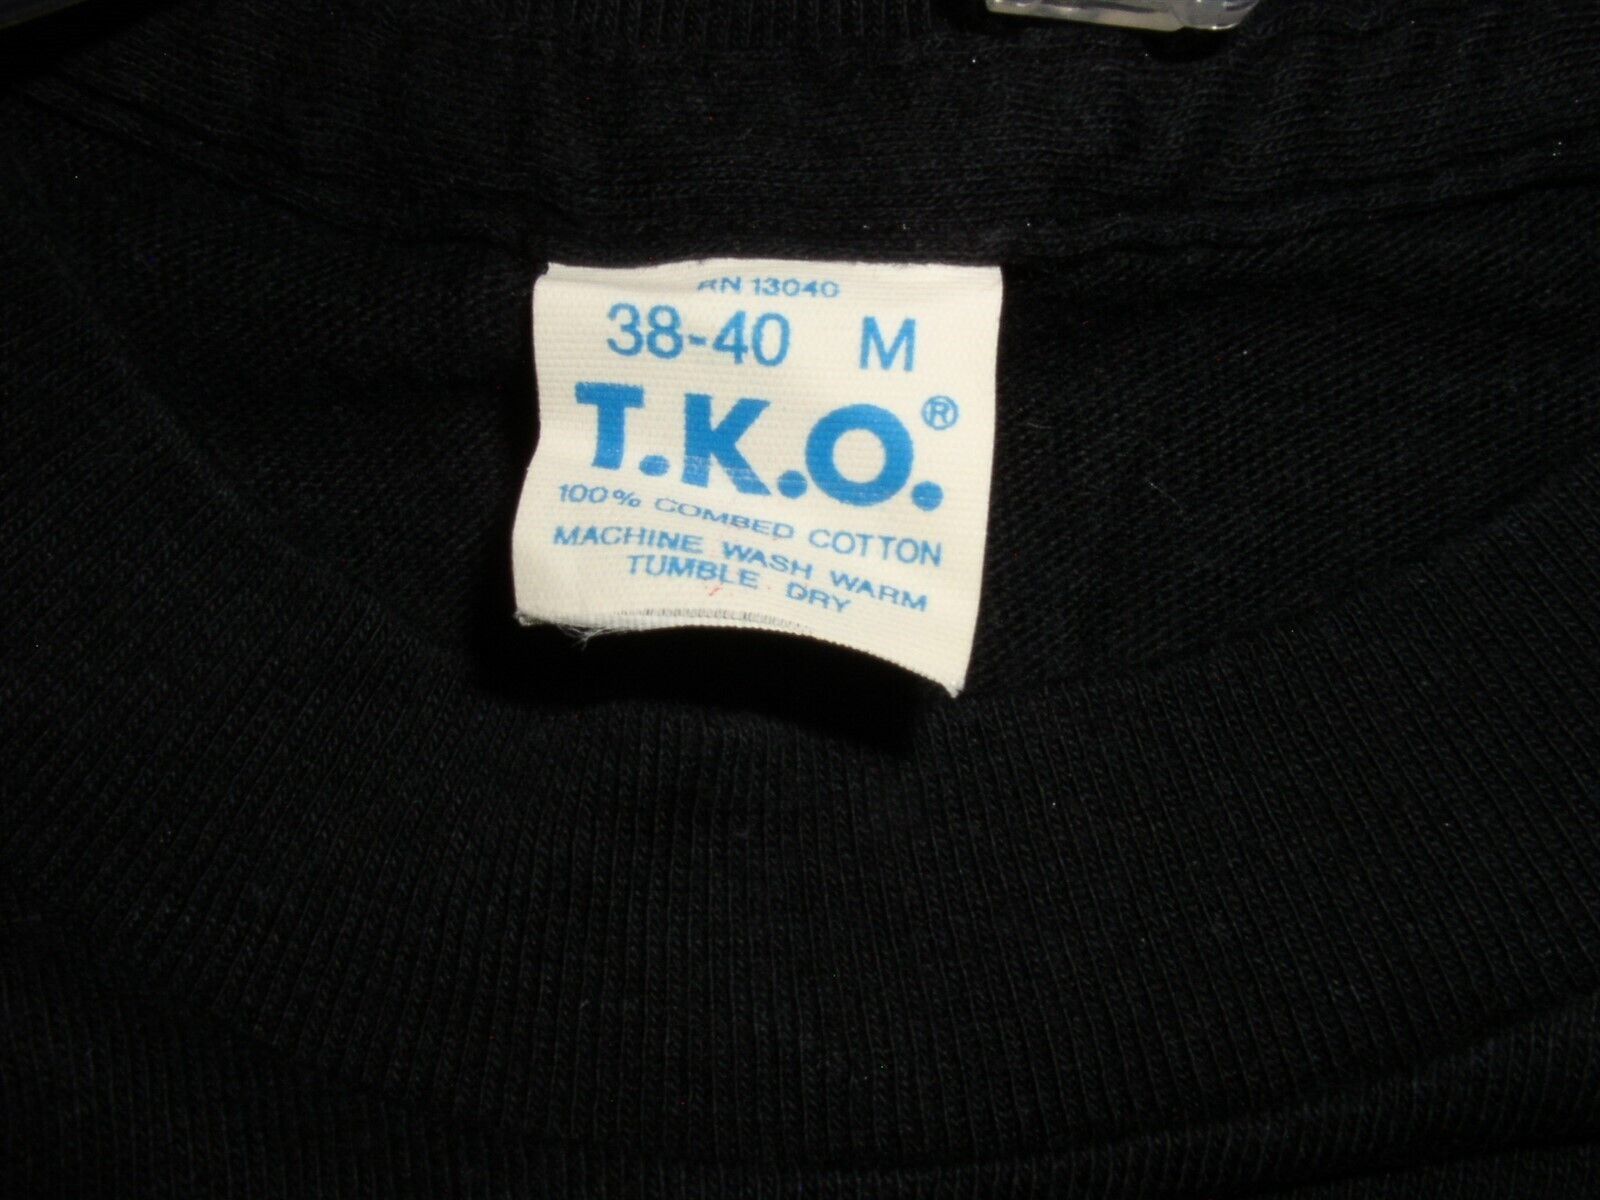 RN 13040
38-40 M
T.K.O.®
100% COMBED COTTON
MACHINE WASH WARM
TUMBLE DRY